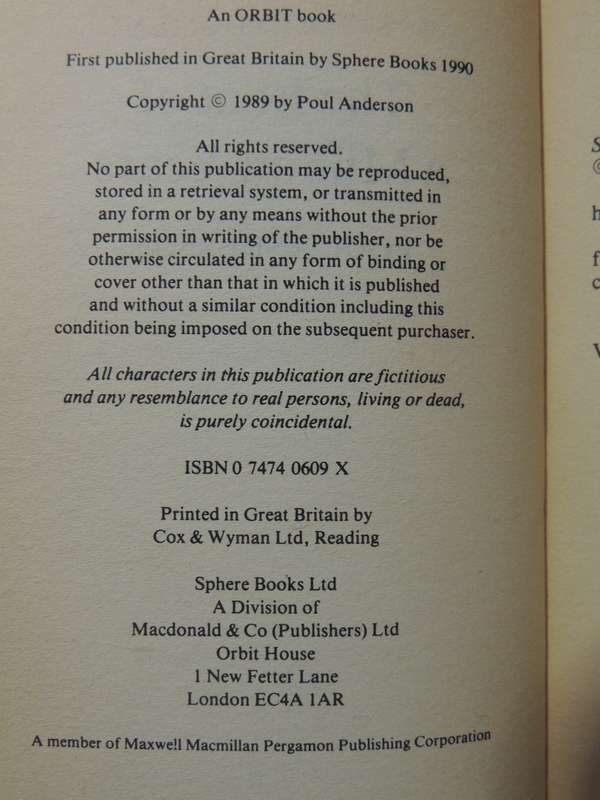 An ORBIT book
First published in Great Britain by Sphere Books 1990
Copyright © 1989 by Poul Anderson
All rights reserved.
No part of this publication may be reproduced,
stored in a retrieval system, or transmitted in
any form or by any means without the prior
permission in writing of the publisher, nor be
otherwise circulated in any form of binding or
cover other than that in which it is published
and without a similar condition including this
condition being imposed on the subsequent purchaser.
All characters in this publication are fictitious
and any resemblance to real persons, living or dead,
is purely coincidental.
ISBN 0 7474 0609 X
Printed in Great Britain by
Cox & Wyman Ltd, Reading
Sphere Books Ltd
A Division of
Macdonald & Co (Publishers) Ltd
Orbit House
1 New Fetter Lane
London EC4A 1AR
A member of Maxwell Macmillan Pergamon Publishing Corporation